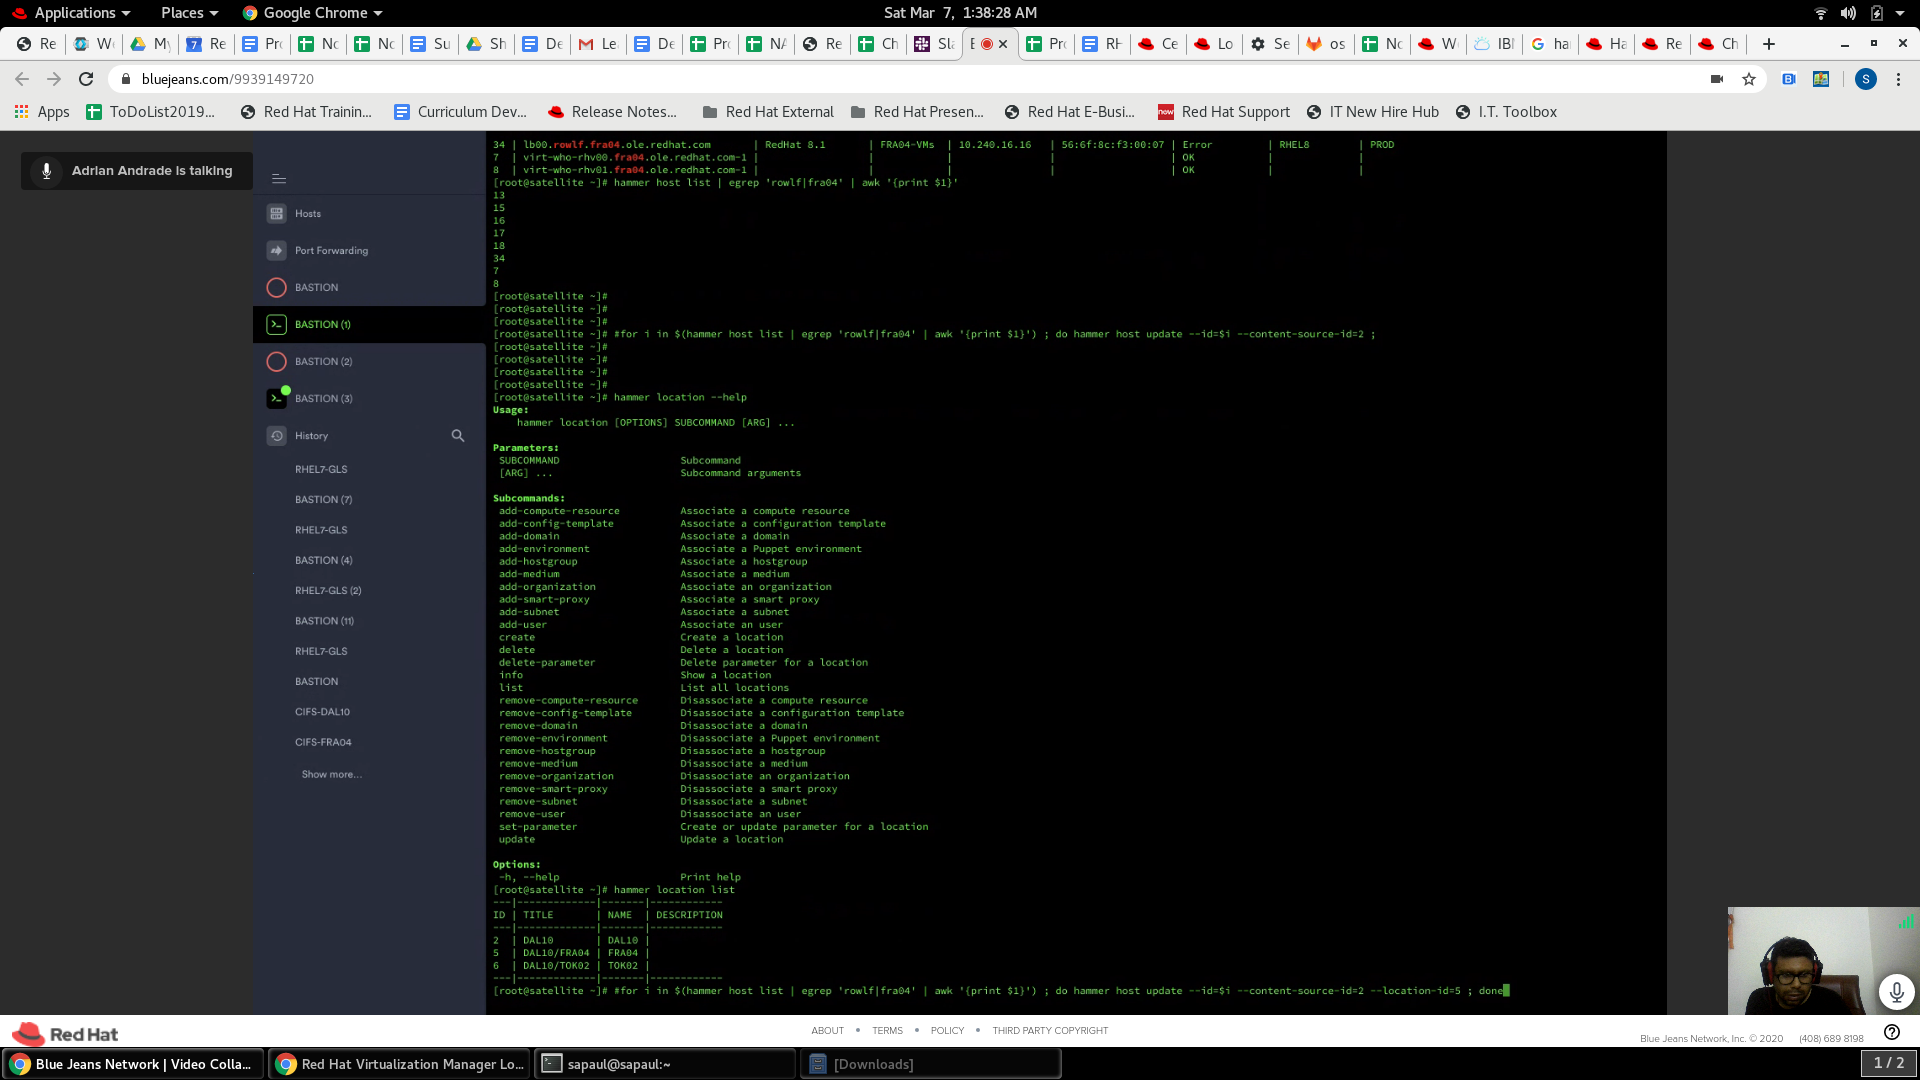 Applications
Places
Google Chrome
Sat Mar 7, 1:38:28 AM
Re
We
My
Re
Pro
Nc
Nc
Su
Sh
De
Le
De
Pro
NA
Re
Ch
Sla
E
Pro
RH
Ce
Lo
Se
os
Nc
W
IBI
ha
Ha
Re
Ch
bluejeans.com/9939149720
S
Apps
ToDoList2019...
Red Hat Trainin...
Curriculum Dev...
Release Notes...
Red Hat External
Red Hat Presen...
Red Hat E-Busi...
now
Red Hat Support
IT New Hire Hub
I.T. Toolbox
Adrian Andrade is talking
Hosts
Port Forwarding
BASTION
BASTION (1)
BASTION (2)
BASTION (3)
History
RHEL7-GLS
BASTION (7)
RHEL7-GLS
BASTION (4)
RHEL7-GLS (2)
BASTION (11)
RHEL7-GLS
BASTION
CIFS-DAL10
CIFS-FRA04
Show more...
34 | lb00.rowlf.fra04.ole.redhat.com | RedHat 8.1 | FRA04-VMs | 10.240.16.16 | 56:6f:8c:f3:00:07 | Error | RHEL8 | PROD
7 | virt-who-rhv00.fra04.ole.redhat.com-1 | | | | | OK | |
8 | virt-who-rhv01.fra04.ole.redhat.com-1 | | | | | OK | |
[root@satellite ~]# hammer host list | egrep 'rowlf|fra04' | awk '{print $1}'
13
15
16
17
18
34
7
8
[root@satellite ~]#
[root@satellite ~]#
[root@satellite ~]#
[root@satellite ~]# #for i in $(hammer host list | egrep 'rowlf|fra04' | awk '{print $1}') ; do hammer host update --id=$i --content-source-id=2 ;
[root@satellite ~]#
[root@satellite ~]#
[root@satellite ~]#
[root@satellite ~]#
[root@satellite ~]# hammer location --help
Usage:
hammer location [OPTIONS] SUBCOMMAND [ARG] ...
Parameters:
SUBCOMMAND Subcommand
[ARG] ... Subcommand arguments
Subcommands:
add-compute-resource Associate a compute resource
add-config-template Associate a configuration template
add-domain Associate a domain
add-environment Associate a Puppet environment
add-hostgroup Associate a hostgroup
add-medium Associate a medium
add-organization Associate an organization
add-smart-proxy Associate a smart proxy
add-subnet Associate a subnet
add-user Associate an user
create Create a location
delete Delete a location
delete-parameter Delete parameter for a location
info Show a location
list List all locations
remove-compute-resource Disassociate a compute resource
remove-config-template Disassociate a configuration template
remove-domain Disassociate a domain
remove-environment Disassociate a Puppet environment
remove-hostgroup Disassociate a hostgroup
remove-medium Disassociate a medium
remove-organization Disassociate an organization
remove-smart-proxy Disassociate a smart proxy
remove-subnet Disassociate a subnet
remove-user Disassociate an user
set-parameter Create or update parameter for a location
update Update a location
Options:
-h, --help Print help
[root@satellite ~]# hammer location list
---|-------------|-------|------------
ID | TITLE | NAME | DESCRIPTION
---|-------------|-------|------------
2 | DAL10 | DAL10 |
5 | DAL10/FRA04 | FRA04 |
6 | DAL10/TOK02 | TOK02 |
---|-------------|-------|------------
[root@satellite ~]# #for i in $(hammer host list | egrep 'rowlf|fra04' | awk '{print $1}') ; do hammer host update --id=$i --content-source-id=2 --location-id=5 ; done
Red Hat
ABOUT • TERMS • POLICY • THIRD PARTY COPYRIGHT
Blue Jeans Network, Inc. © 2020 (408) 689 8198
Blue Jeans Network | Video Colla...
Red Hat Virtualization Manager Lo...
sapaul@sapaul:~
[Downloads]
1 / 2